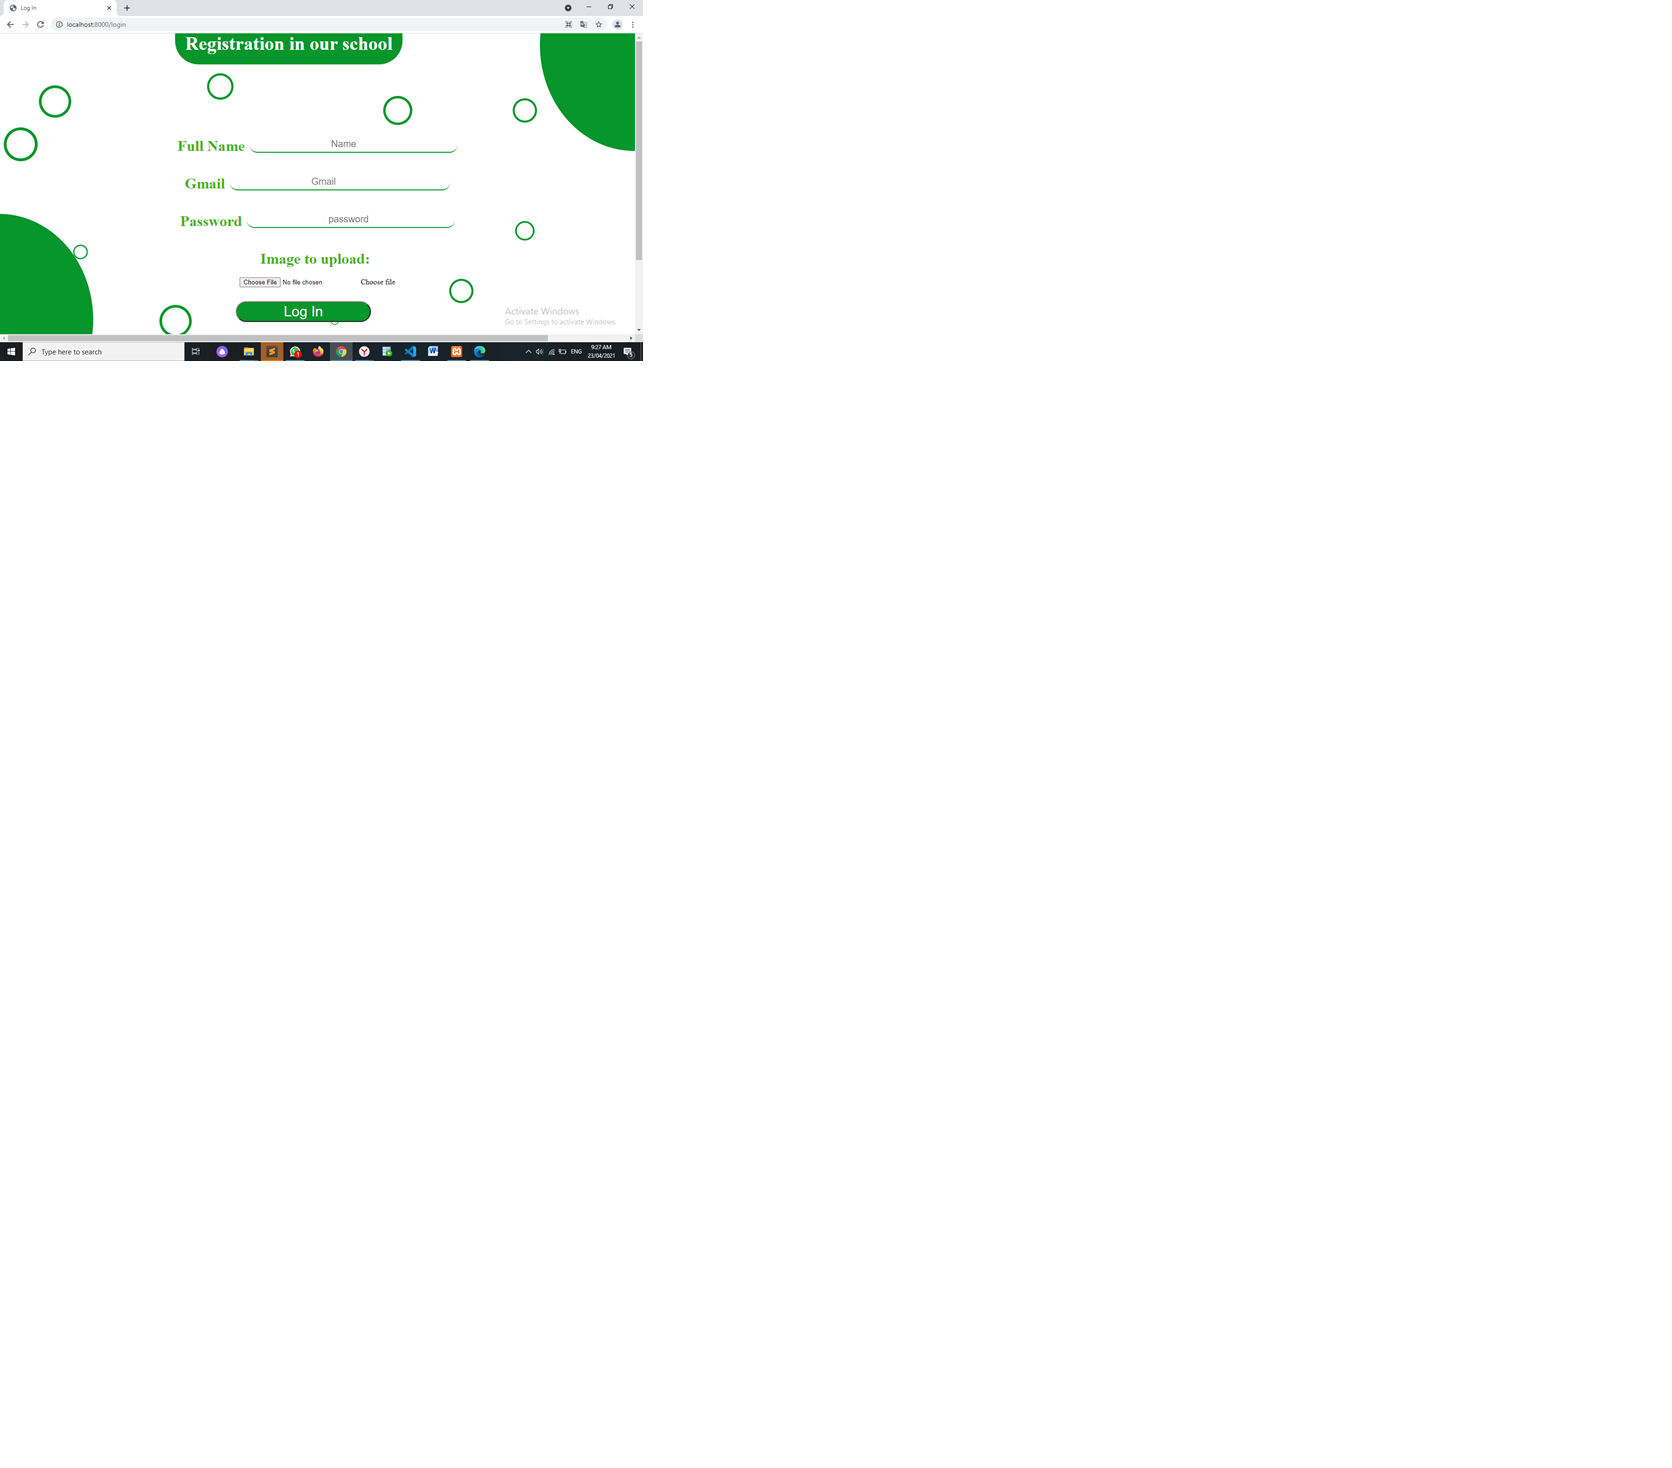 Log In
localhost:8000/login
Registration in our school
Full Name Name
Gmail Gmail
Password password
Image to upload:
Choose File No file chosen Choose file
Log In
Activate Windows
Go to Settings to activate Windows.
Type here to search
ENG
9:27 AM
23/04/2021